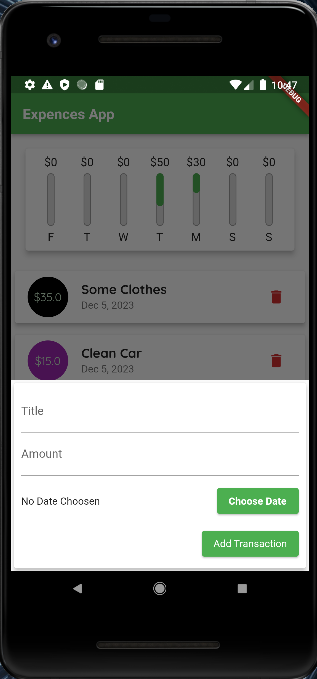 10:47
DEBUG
Expences App
$0 $0 $0 $50 $30 $0 $0
F T W T M S S
$35.0
Some Clothes
Dec 5, 2023
$15.0
Clean Car
Dec 5, 2023
Title
Amount
No Date Choosen
Choose Date
Add Transaction